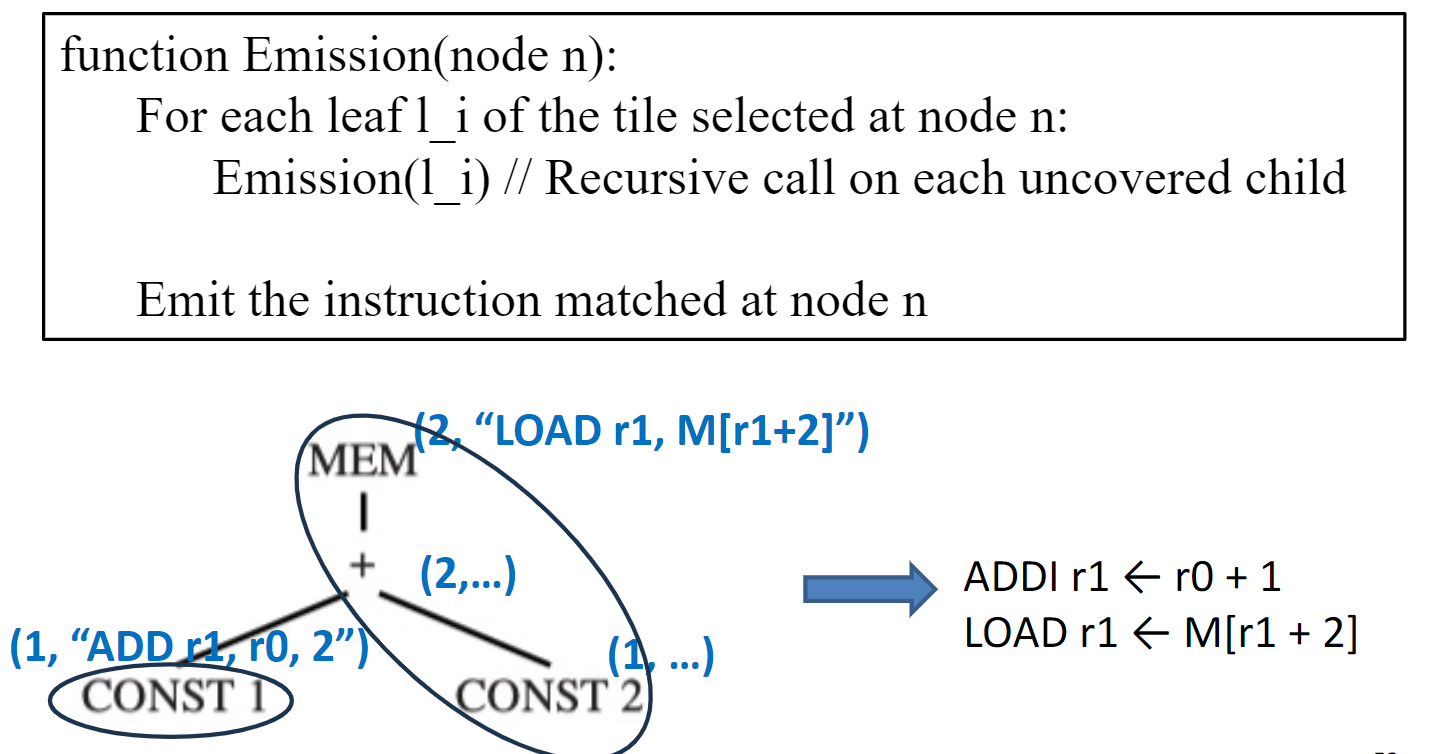 function Emission(node n):
For each leaf l_i of the tile selected at node n:
Emission(l_i) // Recursive call on each uncovered child
Emit the instruction matched at node n
(2, “LOAD r1, M[r1+2]”)
MEM
+
(2,...)
(1, “ADD r1, r0, 2”)
(1, ...)
CONST 1
CONST 2
ADDI r1 ← r0 + 1
LOAD r1 ← M[r1 + 2]